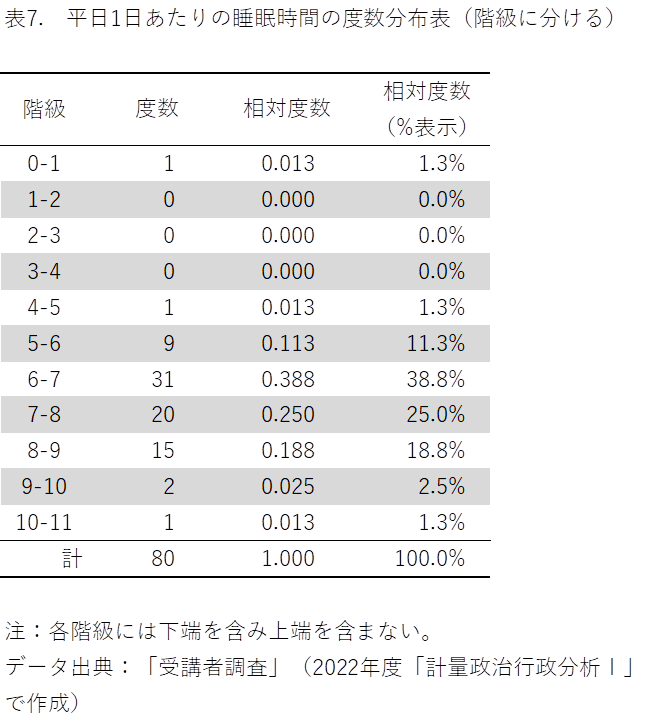 表7.　平日1日あたりの睡眠時間の度数分布表（階級に分ける）
階級 度数 相対度数 相対度数
（%表示）
0-1 1 0.013 1.3%
1-2 0 0.000 0.0%
2-3 0 0.000 0.0%
3-4 0 0.000 0.0%
4-5 1 0.013 1.3%
5-6 9 0.113 11.3%
6-7 31 0.388 38.8%
7-8 20 0.250 25.0%
8-9 15 0.188 18.8%
9-10 2 0.025 2.5%
10-11 1 0.013 1.3%
計 80 1.000 100.0%
注：各階級には下端を含み上端を含まない。
データ出典：「受講者調査」（2022年度「計量政治行政分析Ⅰ」
で作成）